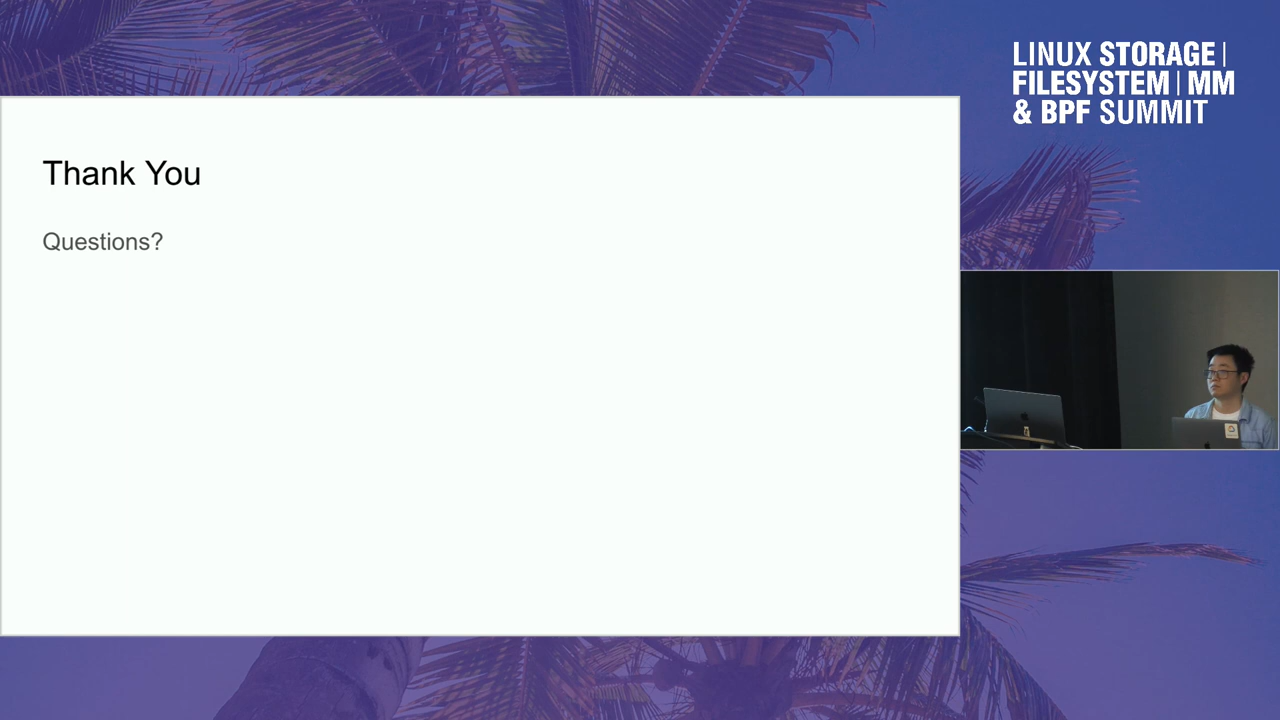 LINUX STORAGE |
FILESYSTEM | MM
& BPF SUMMIT
Thank You
Questions?